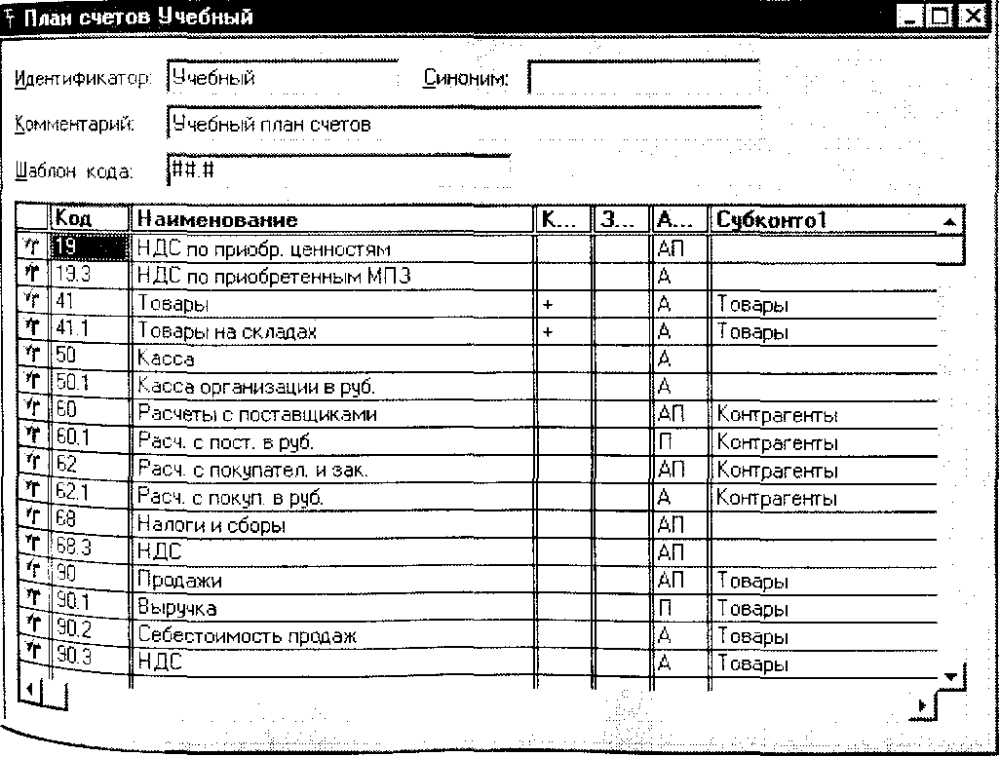 План счетов Учебный
Идентификатор: Учебный Синоним:
Комментарий: Учебный план счетов
Шаблон кода: ##.#
Код Наименование К... З... А... Субконто1
19 НДС по приобр. ценностям АП
19.3 НДС по приобретенным МПЗ А
41 Товары + А Товары
41.1 Товары на складах + А Товары
50 Касса А
50.1 Касса организации в руб. А
60 Расчеты с поставщиками АП Контрагенты
60.1 Расч. с пост. в руб. П Контрагенты
62 Расч. с покупател. и зак. АП Контрагенты
62.1 Расч. с покуп. в руб. А Контрагенты
68 Налоги и сборы АП
68.3 НДС АП
90 Продажи АП Товары
90.1 Выручка П Товары
90.2 Себестоимость продаж А Товары
90.3 НДС А Товары